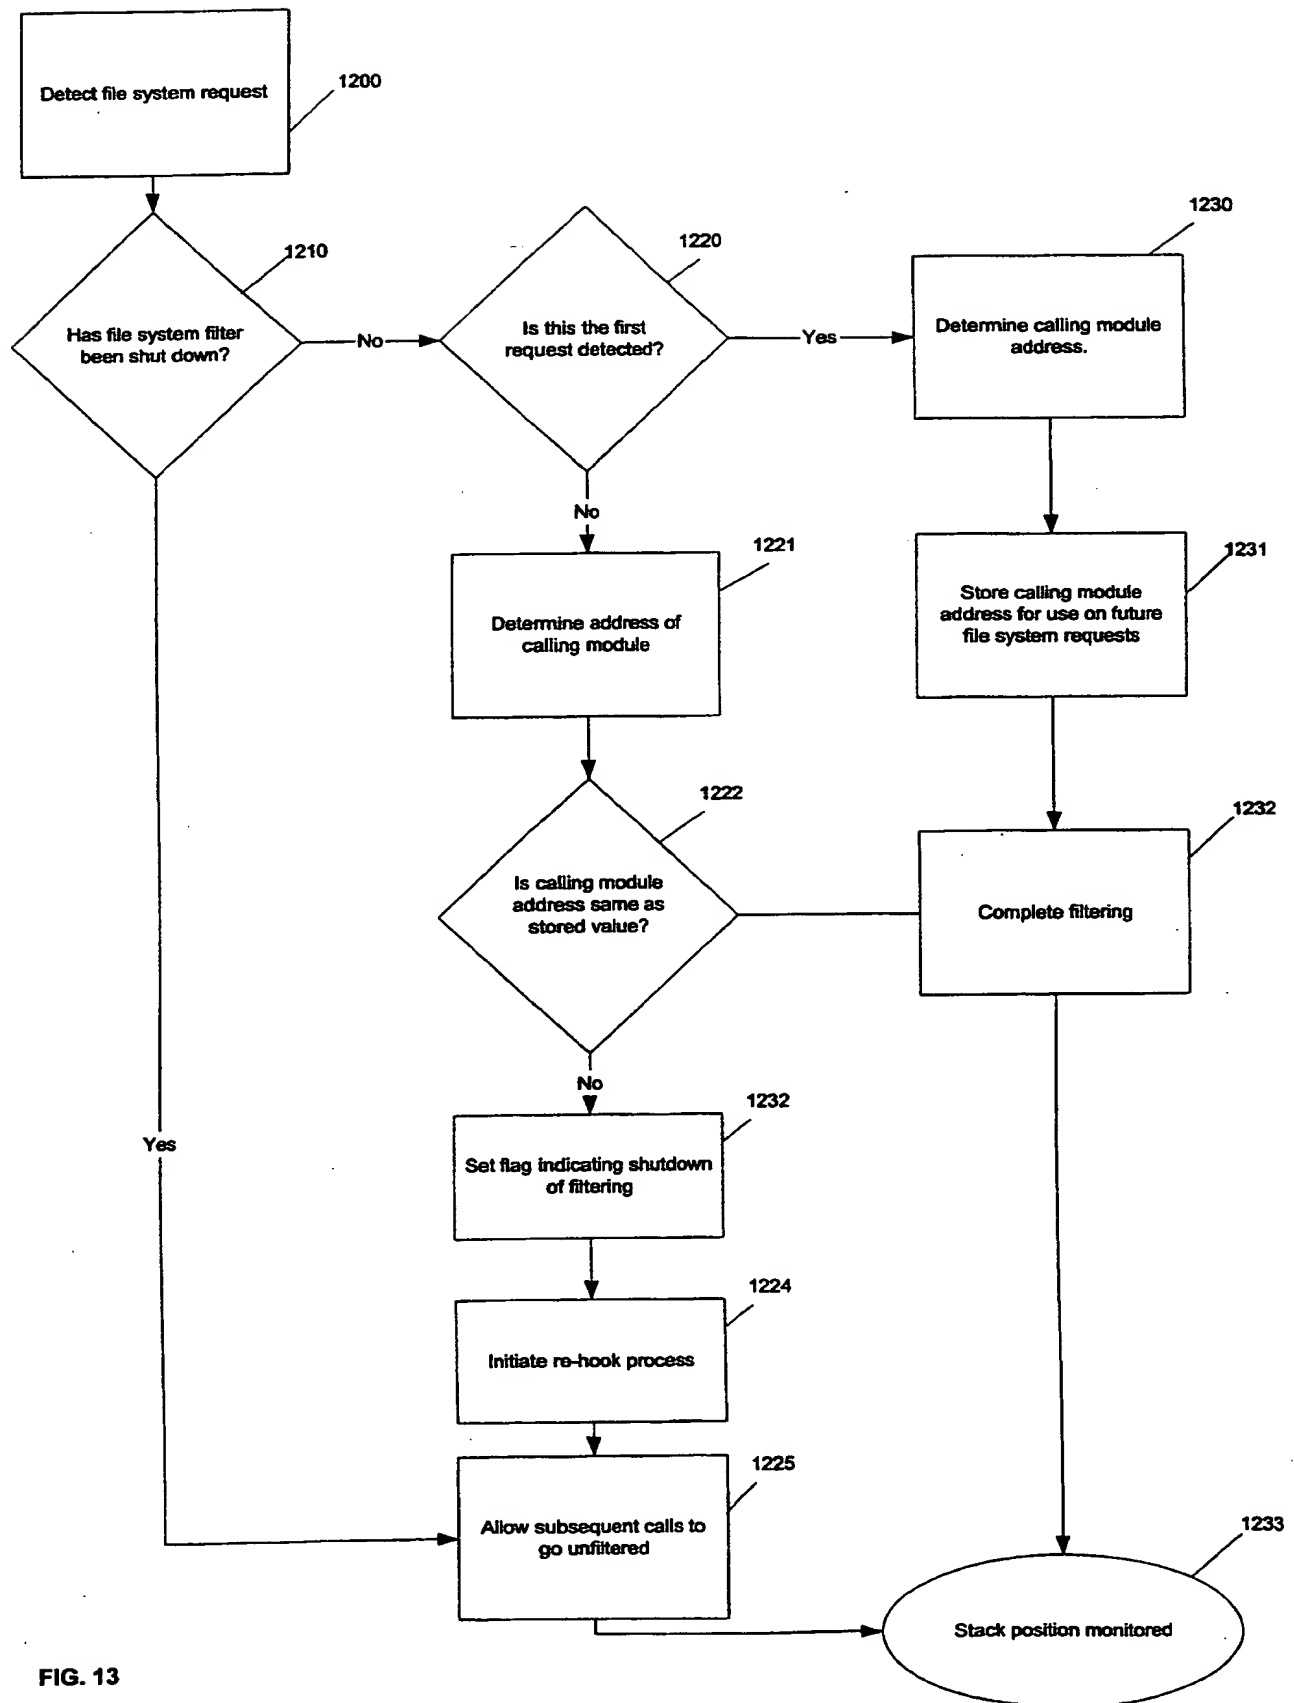 Detect file system request
1200
1210
Has file system filter
been shut down?
No
1220
Is this the first
request detected?
Yes
1230
Determine calling module
address.
No
1221
Determine address of
calling module
1231
Store calling module
address for use on future
file system requests
1222
Is calling module
address same as
stored value?
1232
Complete filtering
No
1232
Set flag indicating shutdown
of filtering
Yes
1224
Initiate re-hook process
1225
Allow subsequent calls to
go unfiltered
1233
Stack position monitored
FIG. 13